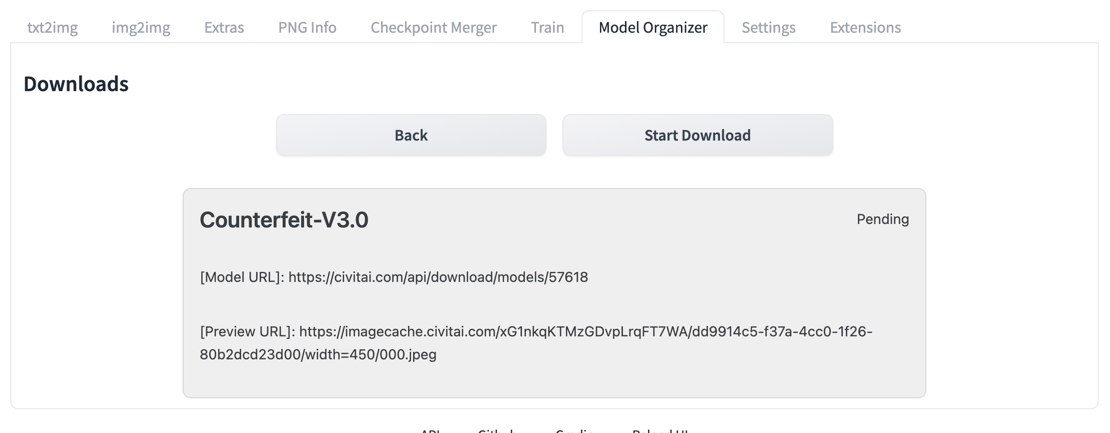 txt2img img2img Extras PNG Info Checkpoint Merger Train Model Organizer Settings Extensions
Downloads
Back Start Download
Counterfeit-V3.0 Pending
[Model URL]: https://civitai.com/api/download/models/57618
[Preview URL]: https://imagecache.civitai.com/xG1nkqKTMzGDvpLrqFT7WA/dd9914c5-f37a-4cc0-1f26-
80b2dcd23d00/width=450/000.jpeg